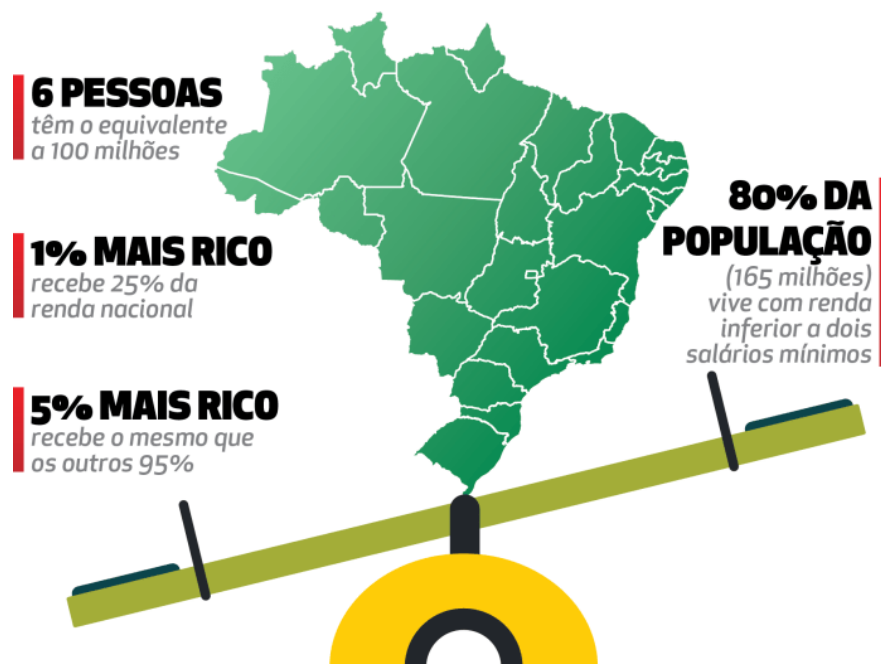 6 PESSOAS
têm o equivalente
a 100 milhões
1% MAIS RICO
recebe 25% da
renda nacional
5% MAIS RICO
recebe o mesmo que
os outros 95%
80% DA
POPULAÇÃO
(165 milhões)
vive com renda
inferior a dois
salários mínimos